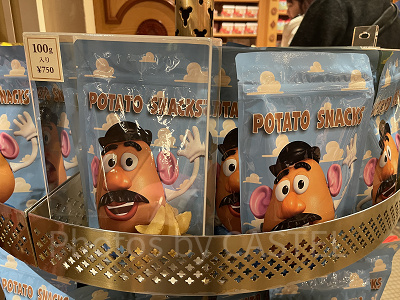 100g
入り
¥750
POTATO SNACKS
POTATO SNACKS
Photos by CASTEL